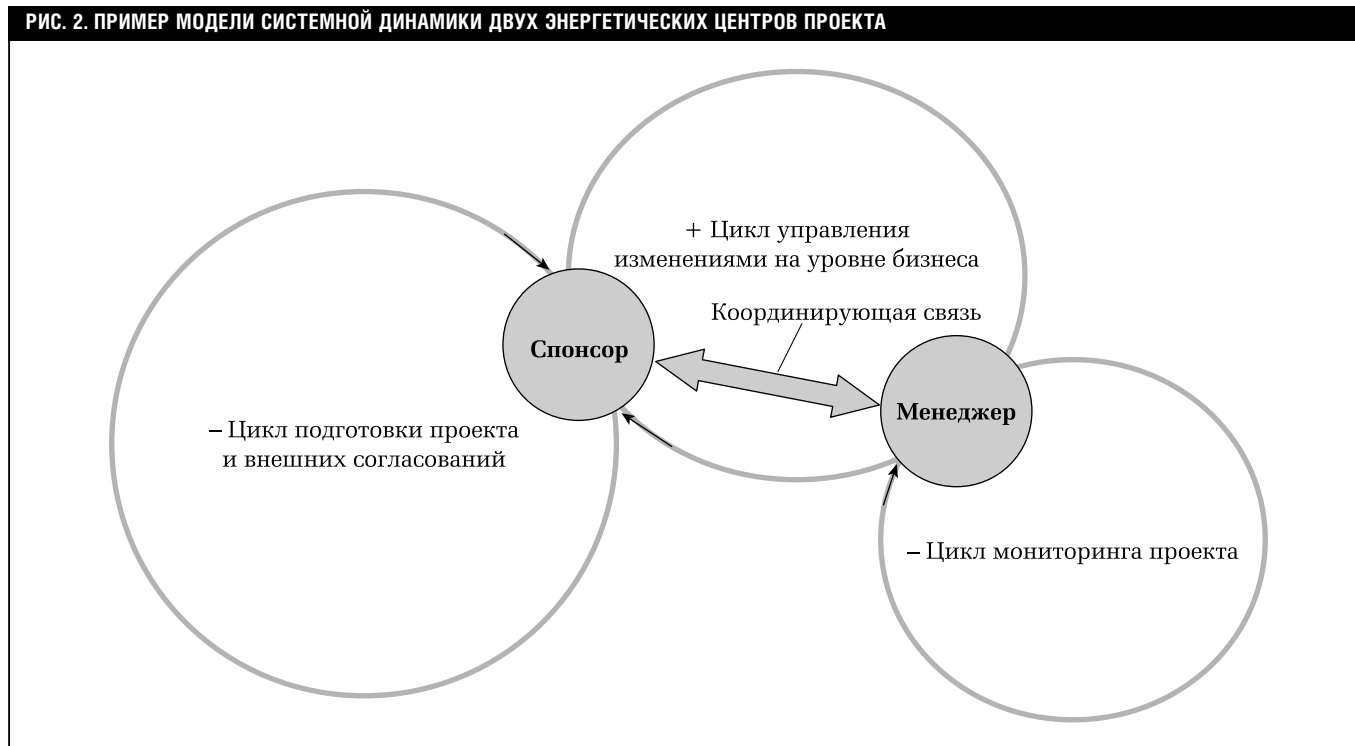 РИС. 2. ПРИМЕР МОДЕЛИ СИСТЕМНОЙ ДИНАМИКИ ДВУХ ЭНЕРГЕТИЧЕСКИХ ЦЕНТРОВ ПРОЕКТА
+ Цикл управления
изменениями на уровне бизнеса
Координирующая связь
Спонсор
Менеджер
– Цикл подготовки проекта
и внешних согласований
– Цикл мониторинга проекта